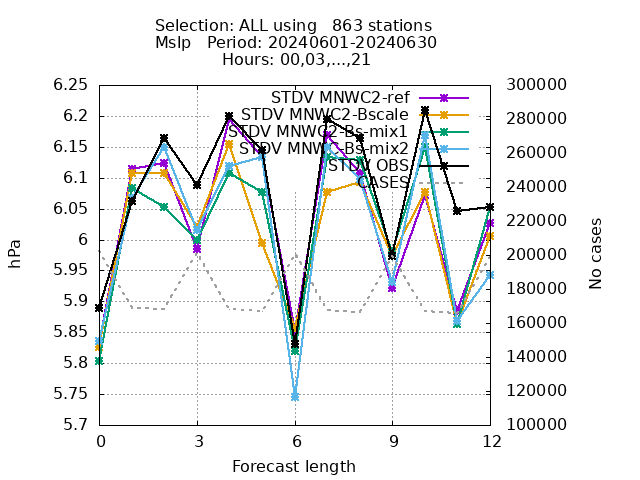 Selection: ALL using   863 stations
Mslp   Period: 20240601-20240630
Hours: 00,03,...,21
STDV MNWC2-ref
STDV MNWC2-Bscale
STDV MNWC2-Bs-mix1
STDV MNWC2-Bs-mix2
STDV OBS
CASES
hPa
6.25
6.2
6.15
6.1
6.05
6
5.95
5.9
5.85
5.8
5.75
5.7
300000
280000
260000
240000
220000
200000
180000
160000
140000
120000
100000
No cases
0 3 6 9 12
Forecast length